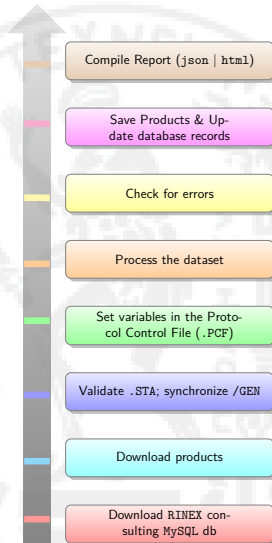 Compile Report (json | html)
Save Products & Up-
date database records
Check for errors
Process the dataset
Set variables in the Proto-
col Control File (.PCF)
Validate .STA; synchronize /GEN
Download products
Download RINEX con-
sulting MySQL db